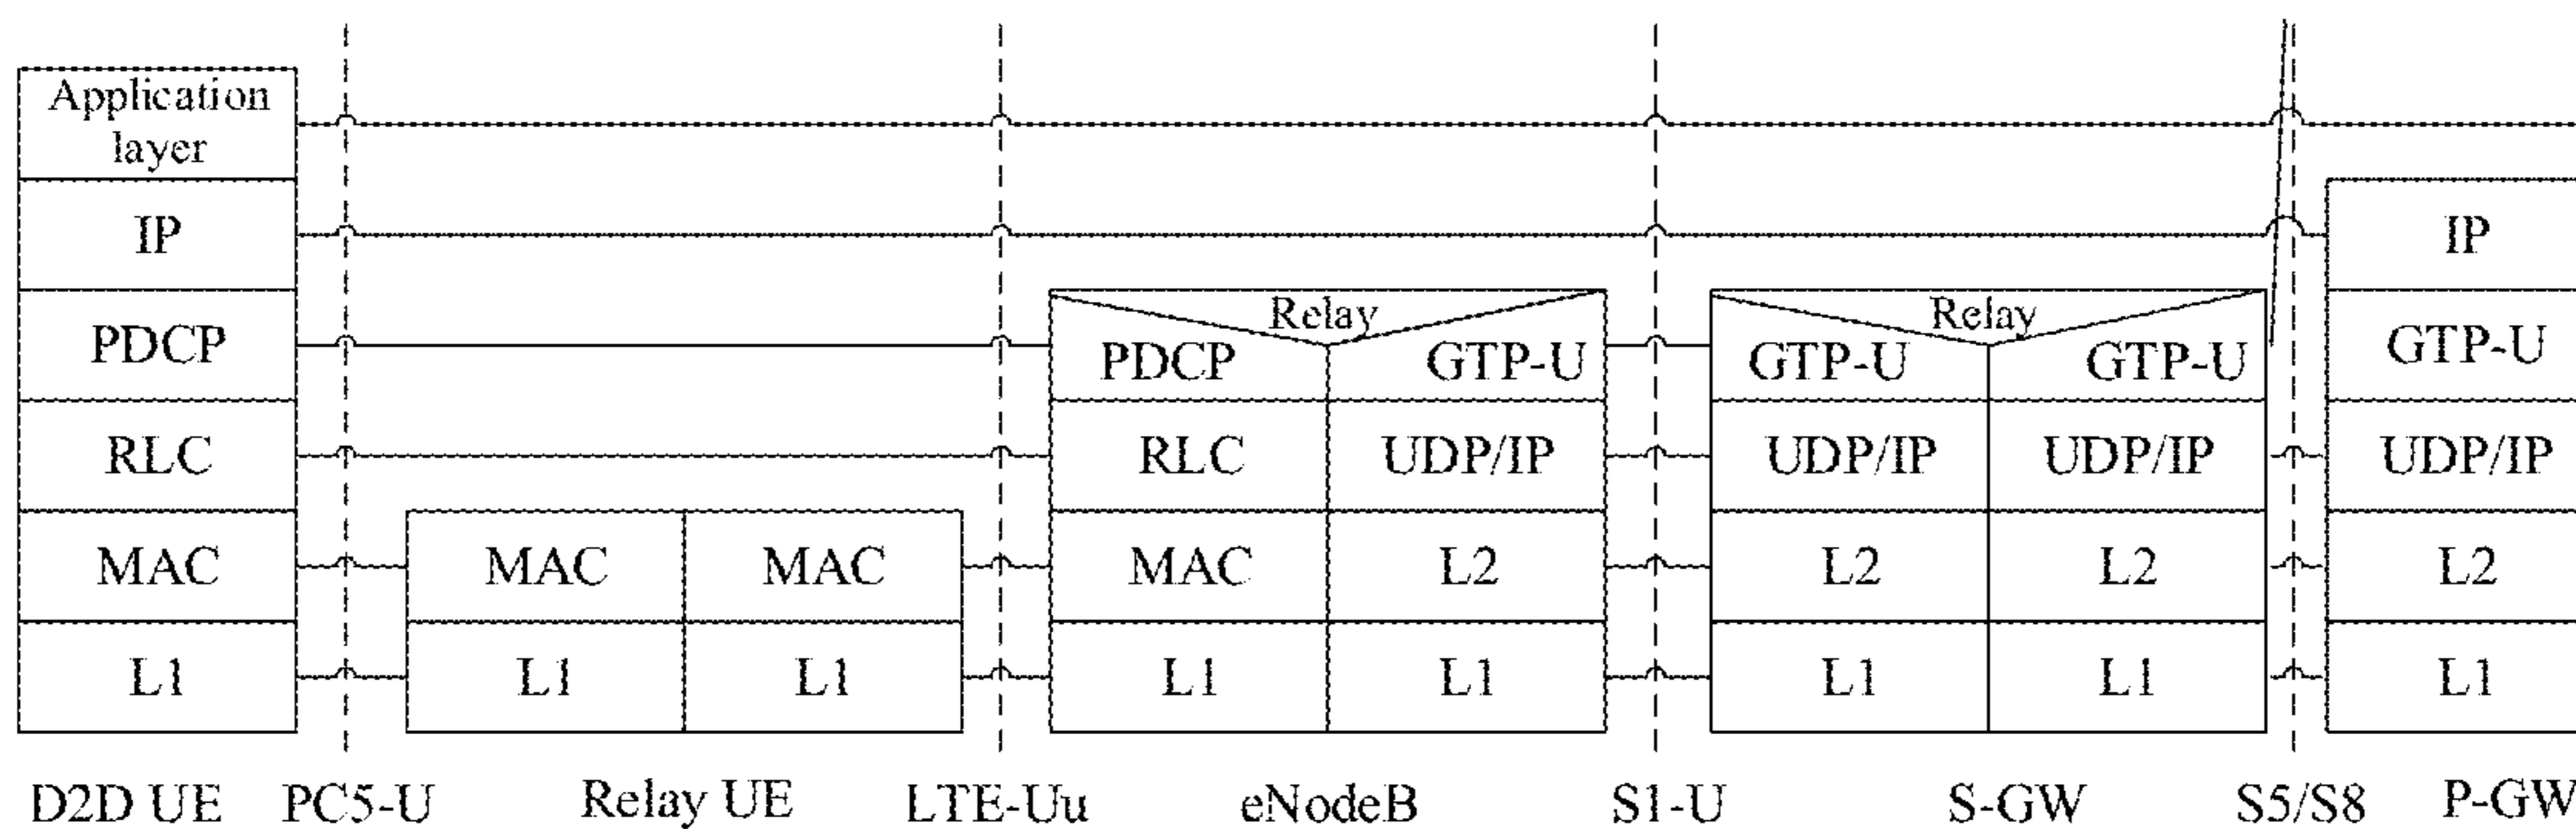 Application
layer
IP IP
Relay Relay
PDCP PDCP GTP-U GTP-U GTP-U GTP-U
RLC RLC UDP/IP UDP/IP UDP/IP UDP/IP
MAC MAC MAC MAC L2 L2 L2 L2
L1 L1 L1 L1 L1 L1 L1 L1
D2D UE PC5-U Relay UE LTE-Uu eNodeB S1-U S-GW S5/S8 P-GW